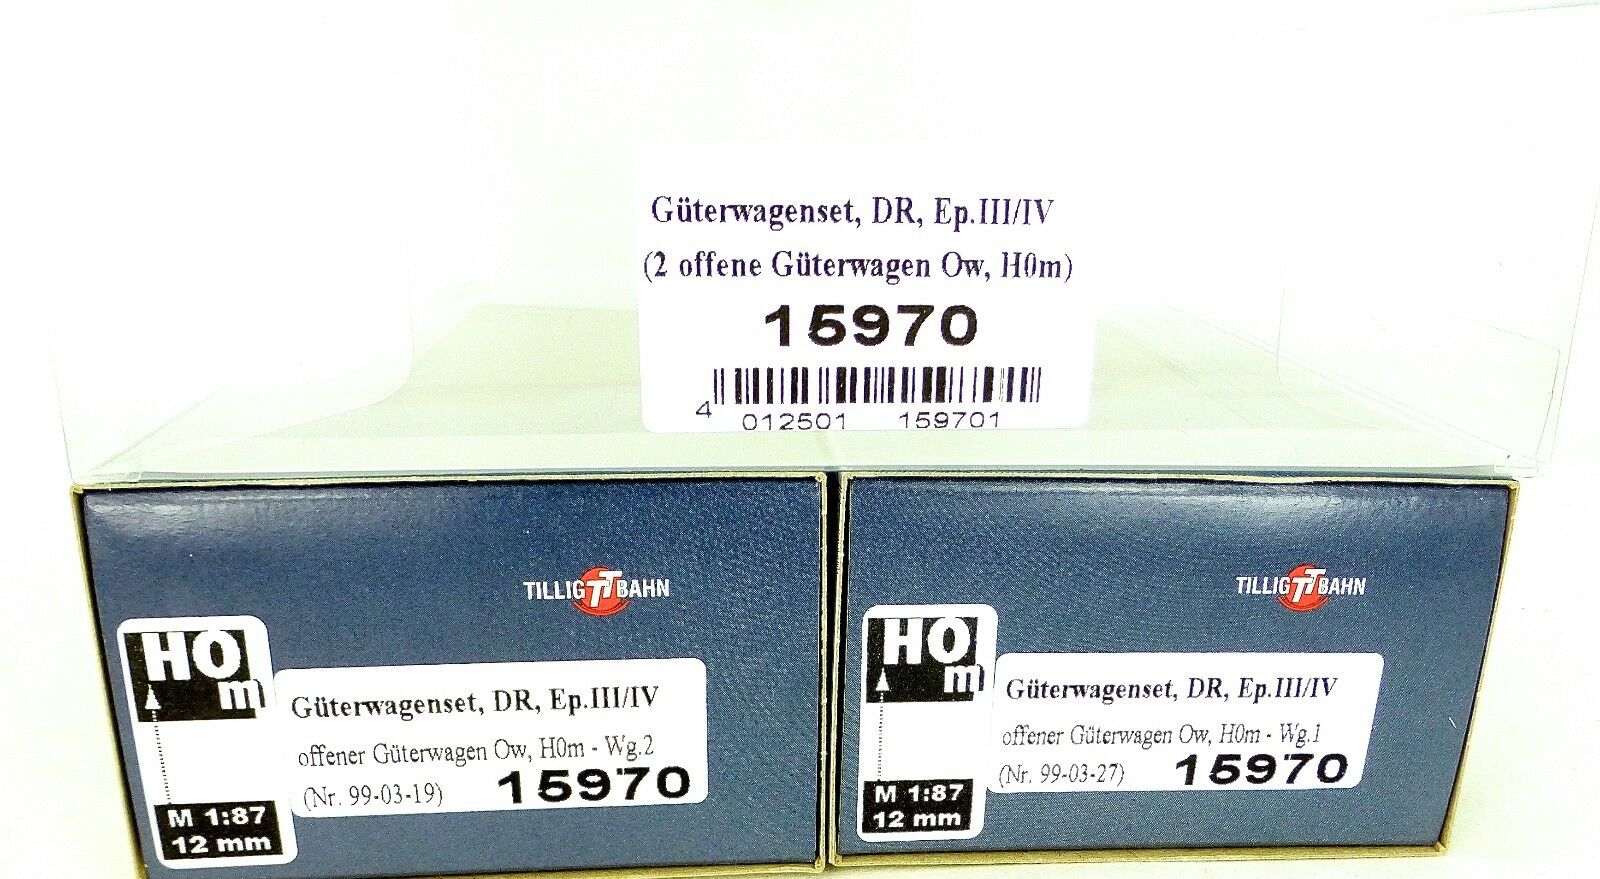 Güterwagenset, DR, Ep.III/IV
(2 offene Güterwagen Ow, H0m)
15970
4 012501 159701
TILLIG TT BAHN
H0m
Güterwagenset, DR, Ep.III/IV
offener Güterwagen Ow, H0m - Wg.2
(Nr. 99-03-19) 15970
M 1:87
12 mm
TILLIG TT BAHN
H0m
Güterwagenset, DR, Ep.III/IV
offener Güterwagen Ow, H0m - Wg.1
(Nr. 99-03-27) 15970
M 1:87
12 mm